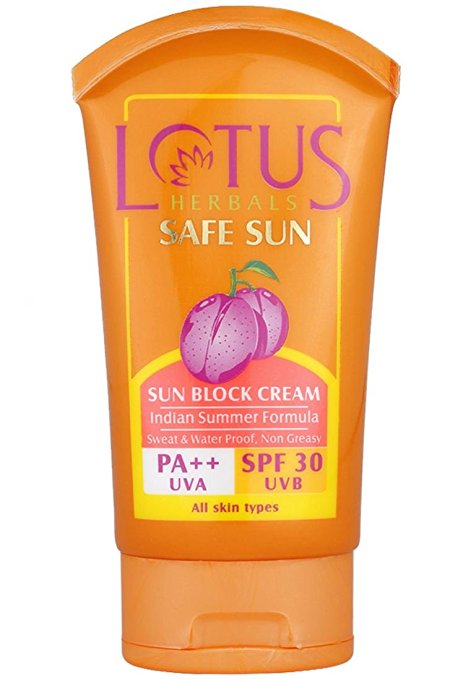 LOTUS
HERBALS
SAFE SUN
SUN BLOCK CREAM
Indian Summer Formula
Sweat & Water Proof, Non Greasy
PA++ SPF 30
UVA UVB
All skin types